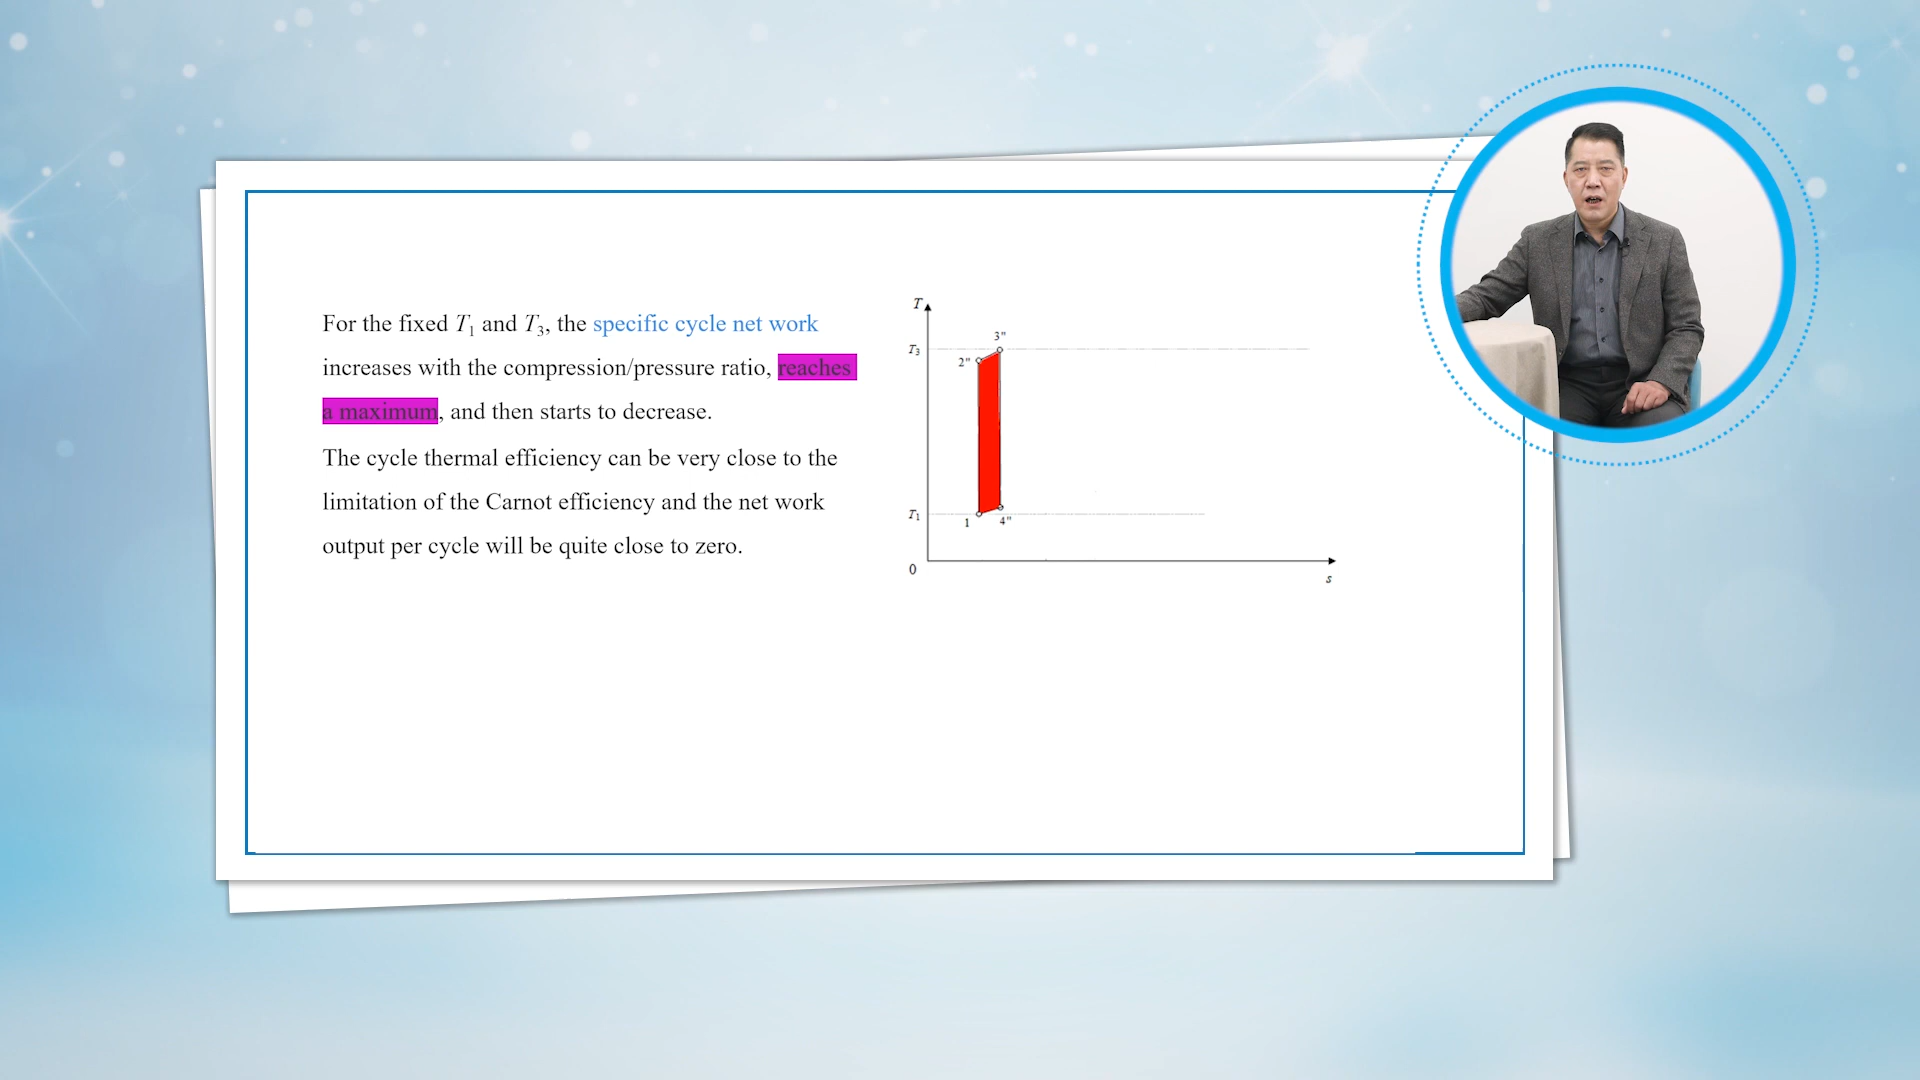 For the fixed T1 and T3, the specific cycle net work
increases with the compression/pressure ratio, reaches
a maximum, and then starts to decrease.
The cycle thermal efficiency can be very close to the
limitation of the Carnot efficiency and the net work
output per cycle will be quite close to zero.
T
3"
T3
2"
T1
1
4"
0
s